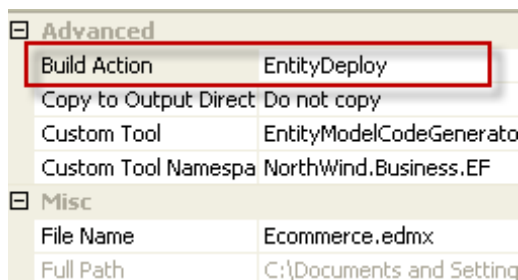 Advanced
Build Action EntityDeploy
Copy to Output Direct Do not copy
Custom Tool EntityModelCodeGenerato
Custom Tool Namespa NorthWind.Business.EF
Misc
File Name Ecommerce.edmx
Full Path C:\Documents and Setting